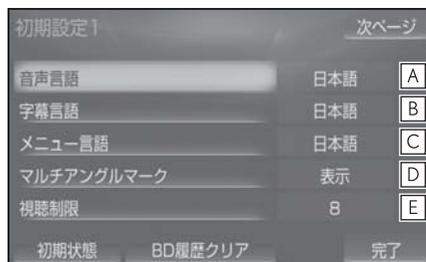 初期設定1 次ページ
音声言語 日本語 A
字幕言語 日本語 B
メニュー言語 日本語 C
マルチアングルマーク 表示 D
視聴制限 8 E
初期状態 BD履歴クリア 完了